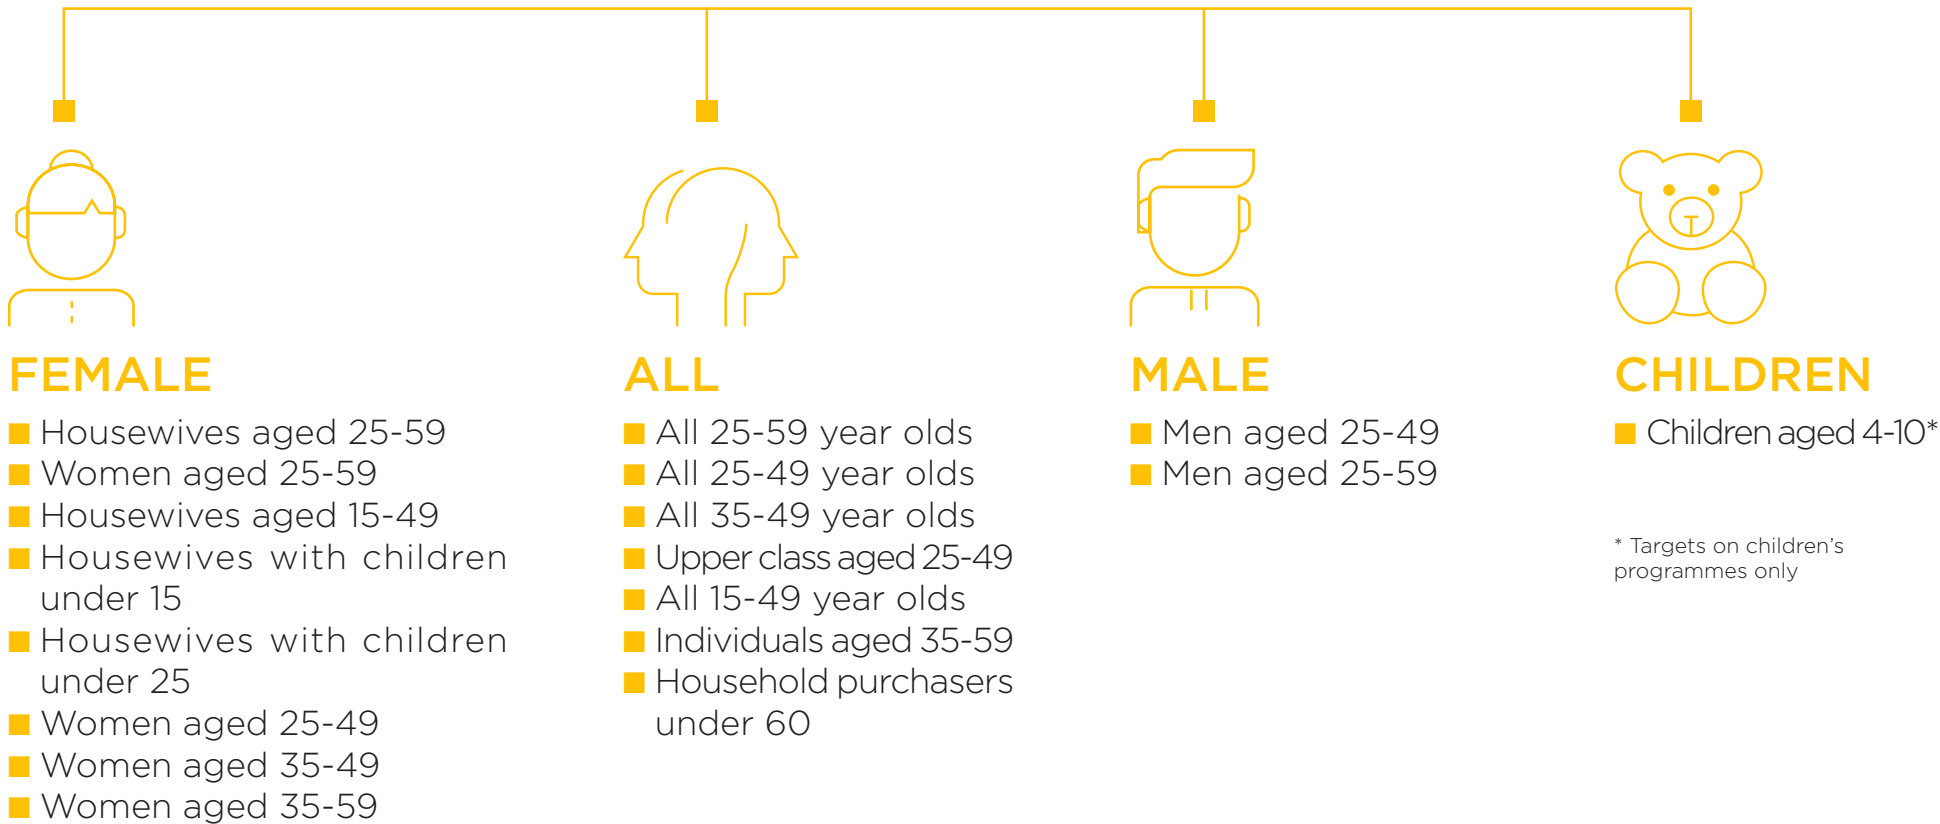 FEMALE
Housewives aged 25-59
Women aged 25-59
Housewives aged 15-49
Housewives with children
under 15
Housewives with children
under 25
Women aged 25-49
Women aged 35-49
Women aged 35-59
ALL
All 25-59 year olds
All 25-49 year olds
All 35-49 year olds
Upper class aged 25-49
All 15-49 year olds
Individuals aged 35-59
Household purchasers
under 60
MALE
Men aged 25-49
Men aged 25-59
CHILDREN
Children aged 4-10*
* Targets on children’s
programmes only